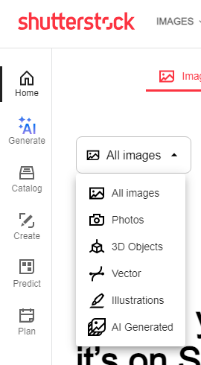 shutterstock
IMAGES
Home
Generate
Catalog
Create
Predict
Plan
Ima
All images
All images
Photos
3D Objects
Vector
Illustrations
AI Generated
it's on S